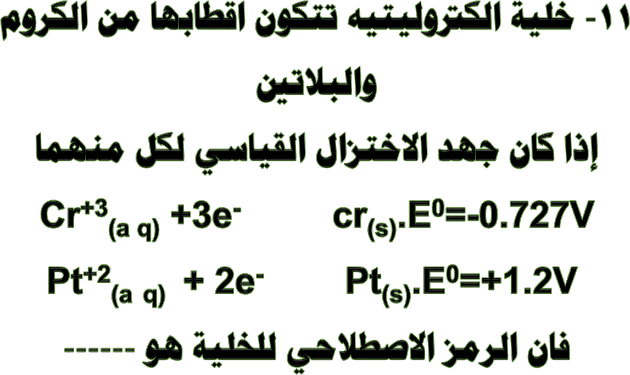 ١١- خلية الكتروليتيه تتكون اقطابها من الكروم
والبلاتين
إذا كان جهد الاختزال القياسي لكل منهما
Cr⁺³(a q) +3e⁻ cr(s).E⁰=-0.727V
Pt⁺²(a q) + 2e⁻ Pt(s).E⁰=+1.2V
فان الرمز الاصطلاحي للخلية هو ------